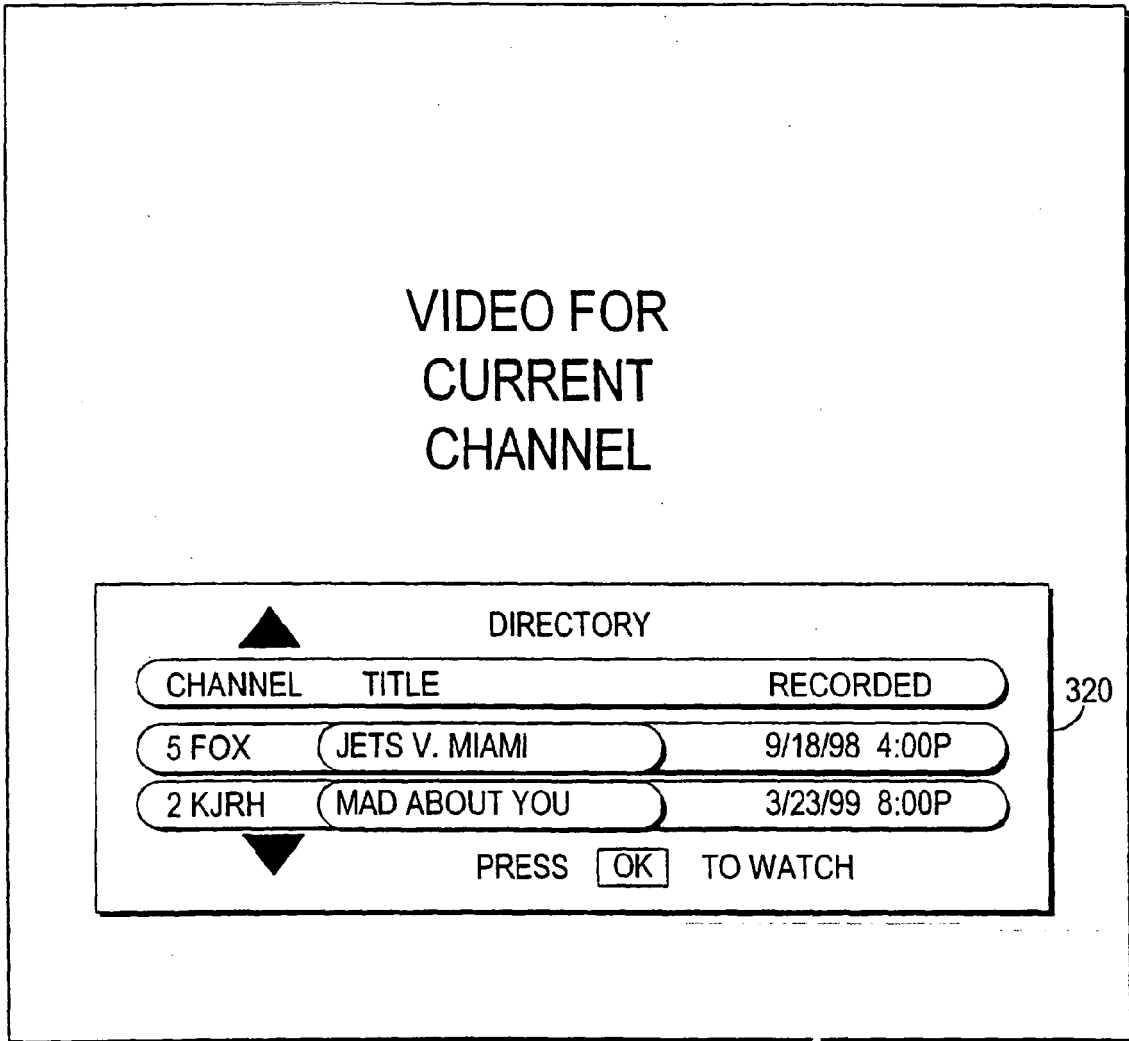 VIDEO FOR
CURRENT
CHANNEL
DIRECTORY
CHANNEL TITLE RECORDED
320
5 FOX JETS V. MIAMI 9/18/98 4:00P
2 KJRH MAD ABOUT YOU 3/23/99 8:00P
PRESS OK TO WATCH